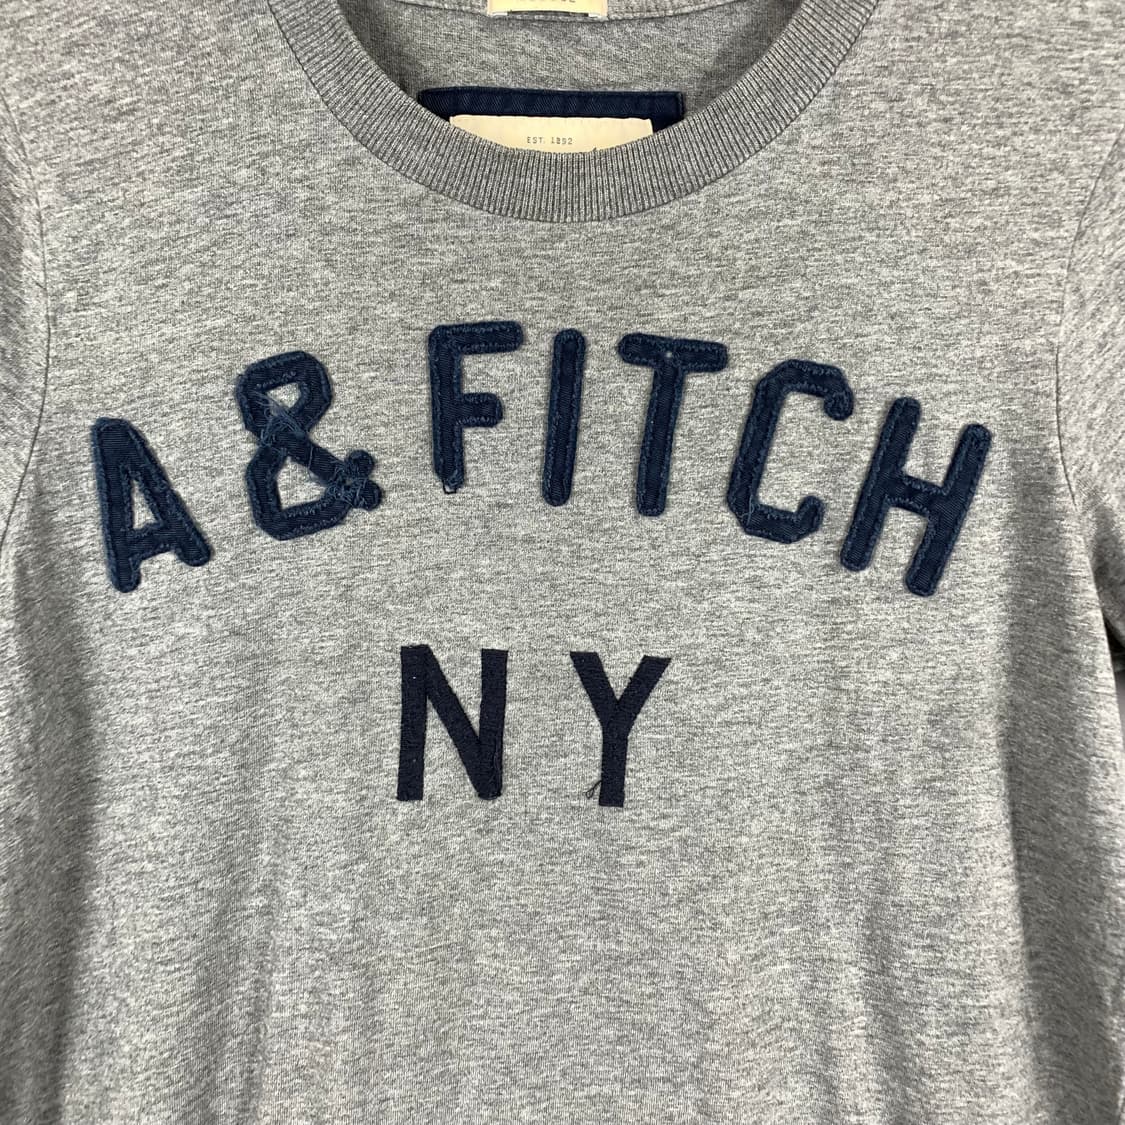 EST. 1892
A & FITCH
NY